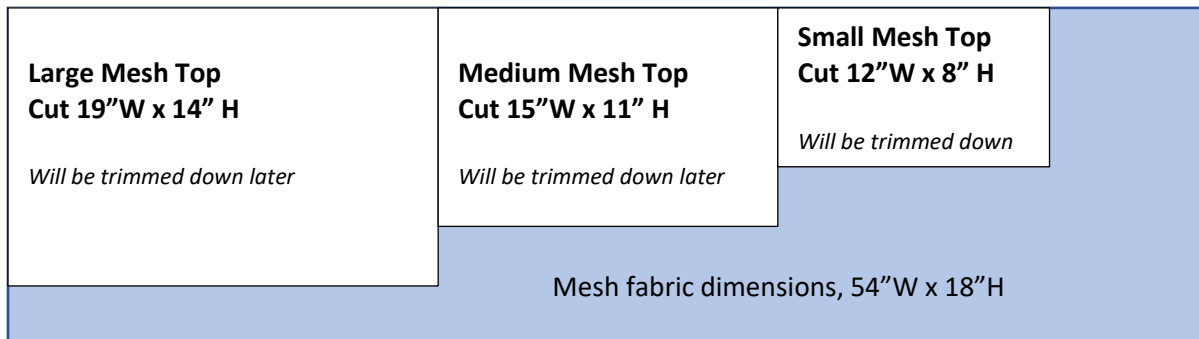 Large Mesh Top
Cut 19”W x 14” H
Will be trimmed down later
Medium Mesh Top
Cut 15”W x 11” H
Will be trimmed down later
Small Mesh Top
Cut 12”W x 8” H
Will be trimmed down
Mesh fabric dimensions, 54”W x 18”H